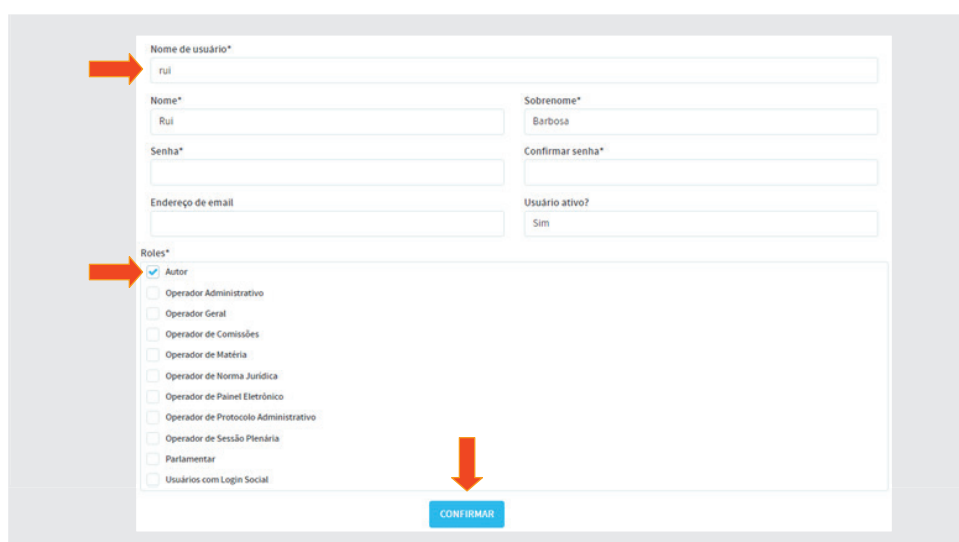 Nome de usuário*
rui
Nome*
Sobrenome*
Rui
Barbosa
Senha*
Confirmar senha*
Endereço de email
Usuário ativo?
Sim
Roles*
Autor
Operador Administrativo
Operador Geral
Operador de Comissões
Operador de Matéria
Operador de Norma Jurídica
Operador de Painel Eletrônico
Operador de Protocolo Administrativo
Operador de Sessão Plenária
Parlamentar
Usuários com Login Social
CONFIRMAR